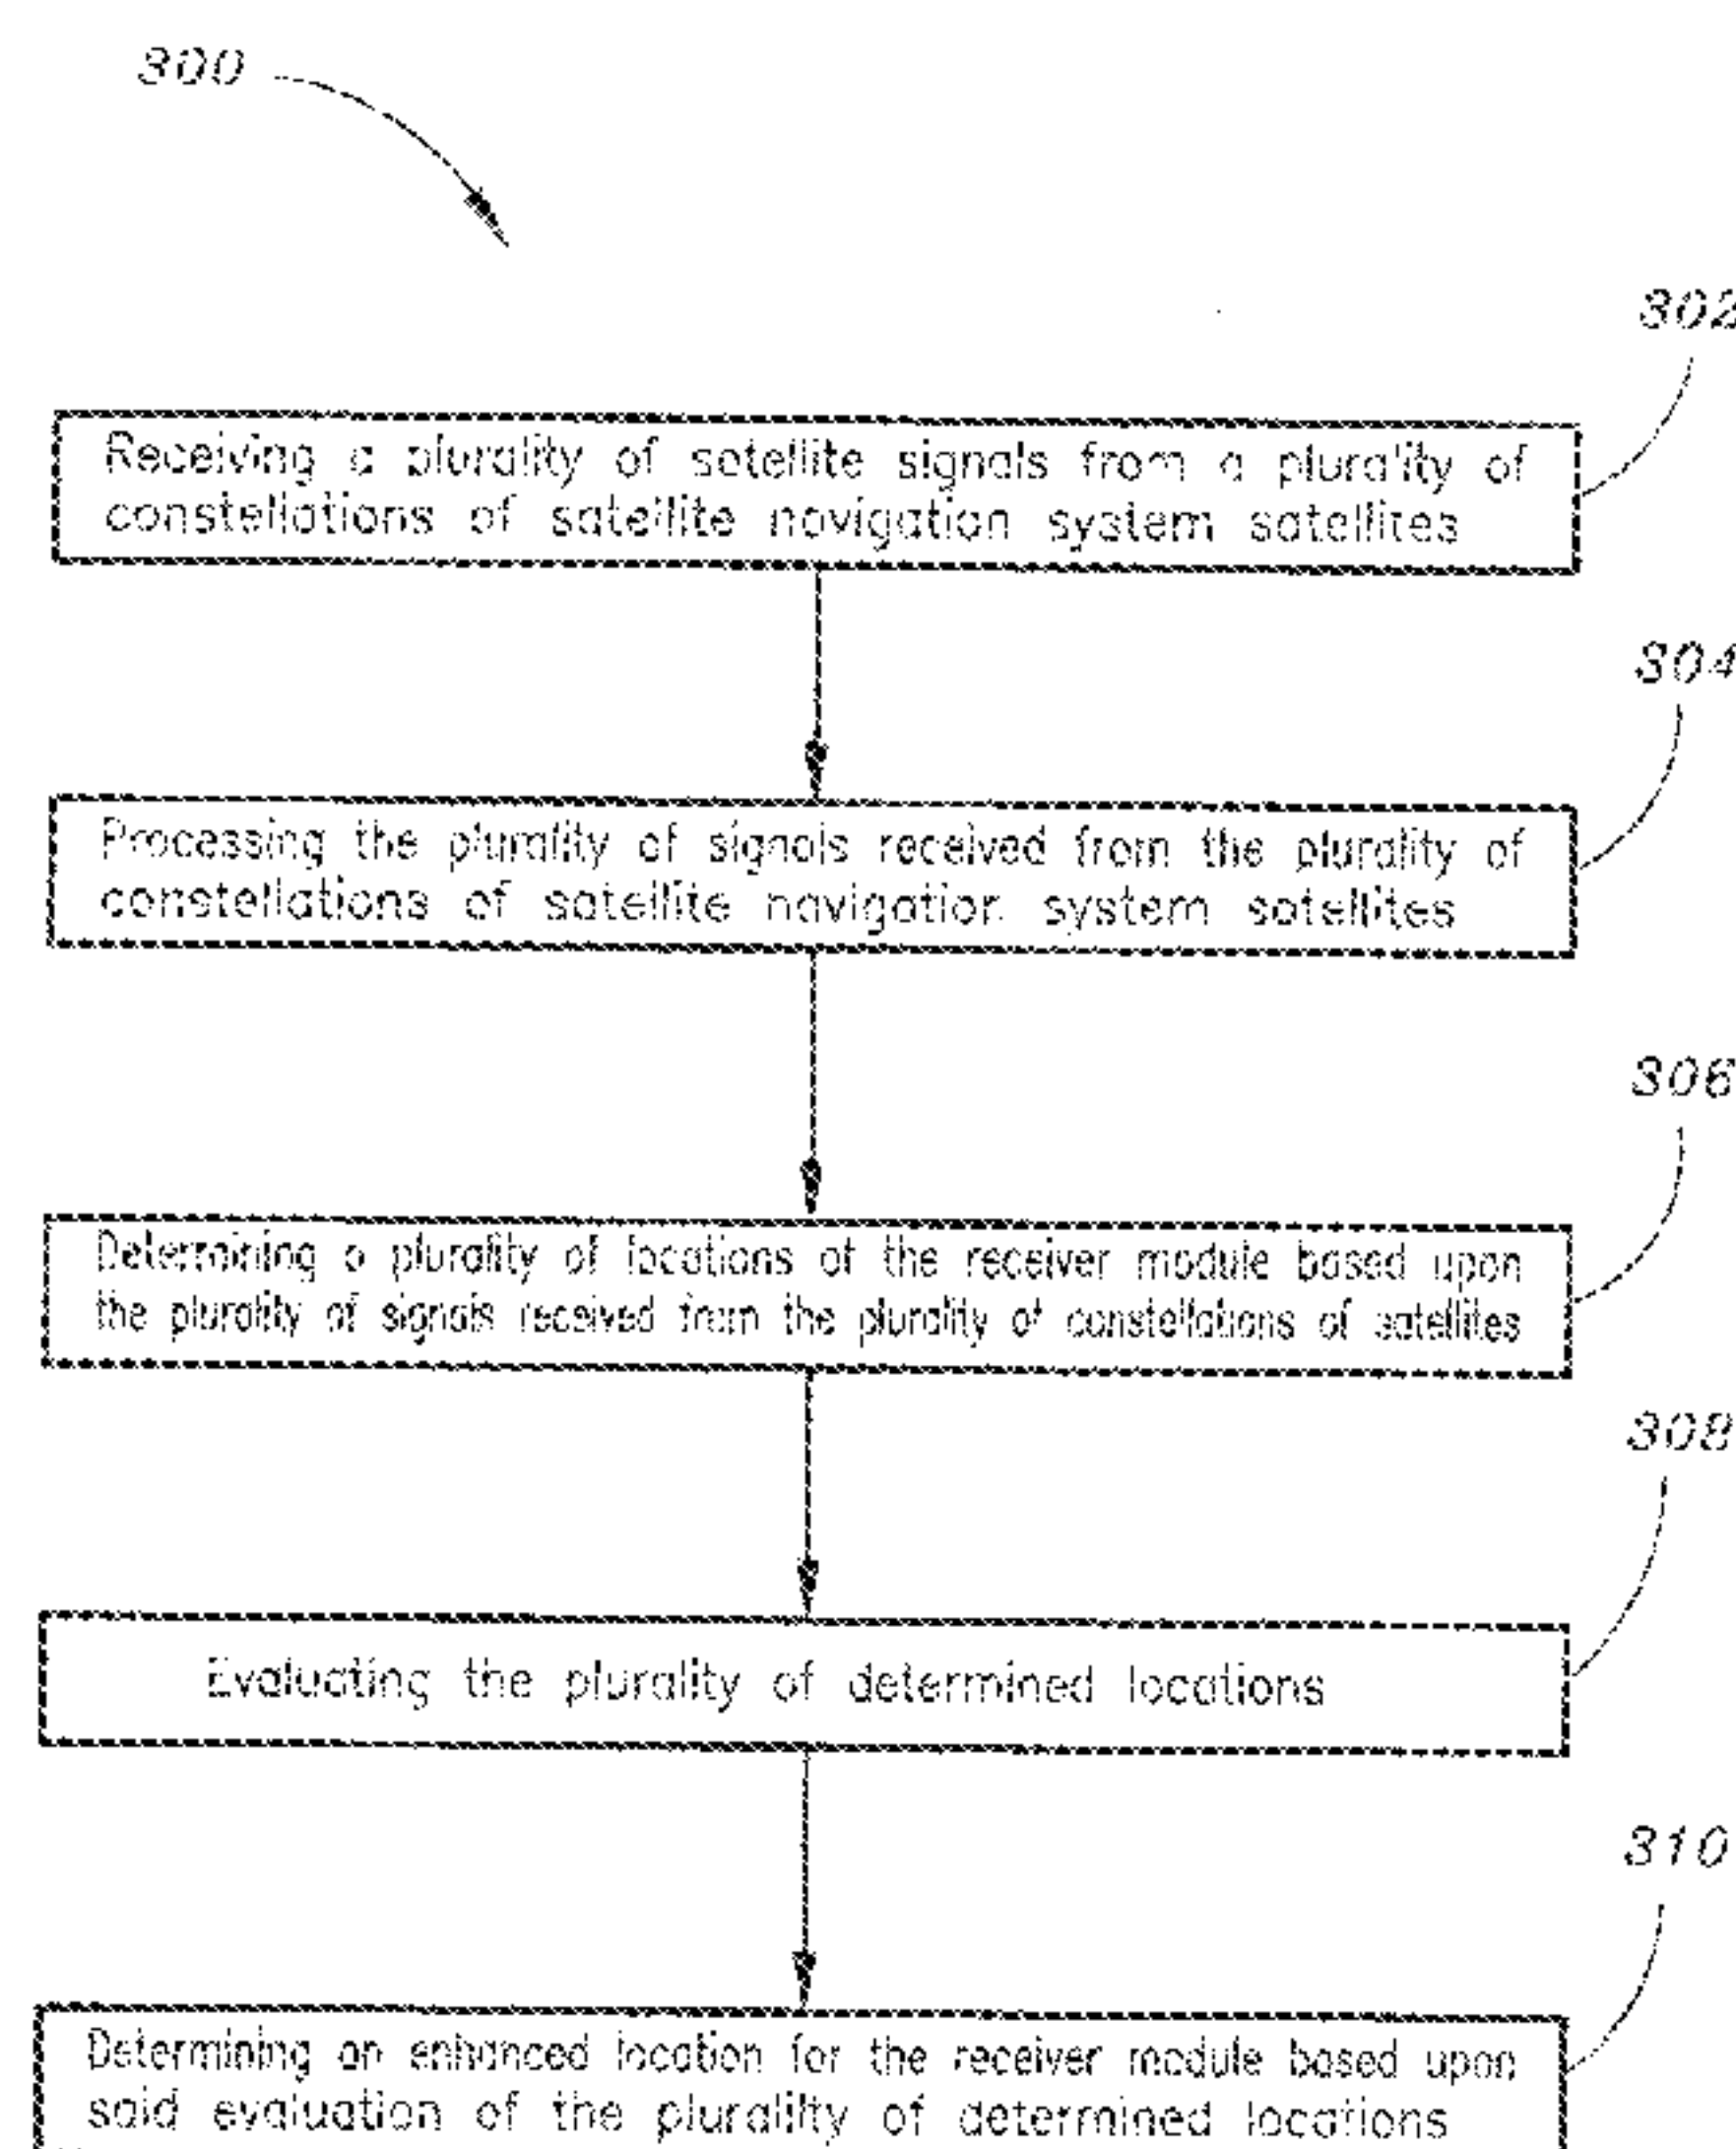 300
302
Receiving a plurality of satellite signals from a plurality of
constellations of satellite navigation system satellites
304
Processing the plurality of signals received from the plurality of
constellations of satellite navigation system satellites
306
Determining a plurality of locations of the receiver module based upon
the plurality of signals received from the plurality of constellations of satellites
308
Evaluating the plurality of determined locations
310
Determining an enhanced location for the receiver module based upon
said evaluation of the plurality of determined locations